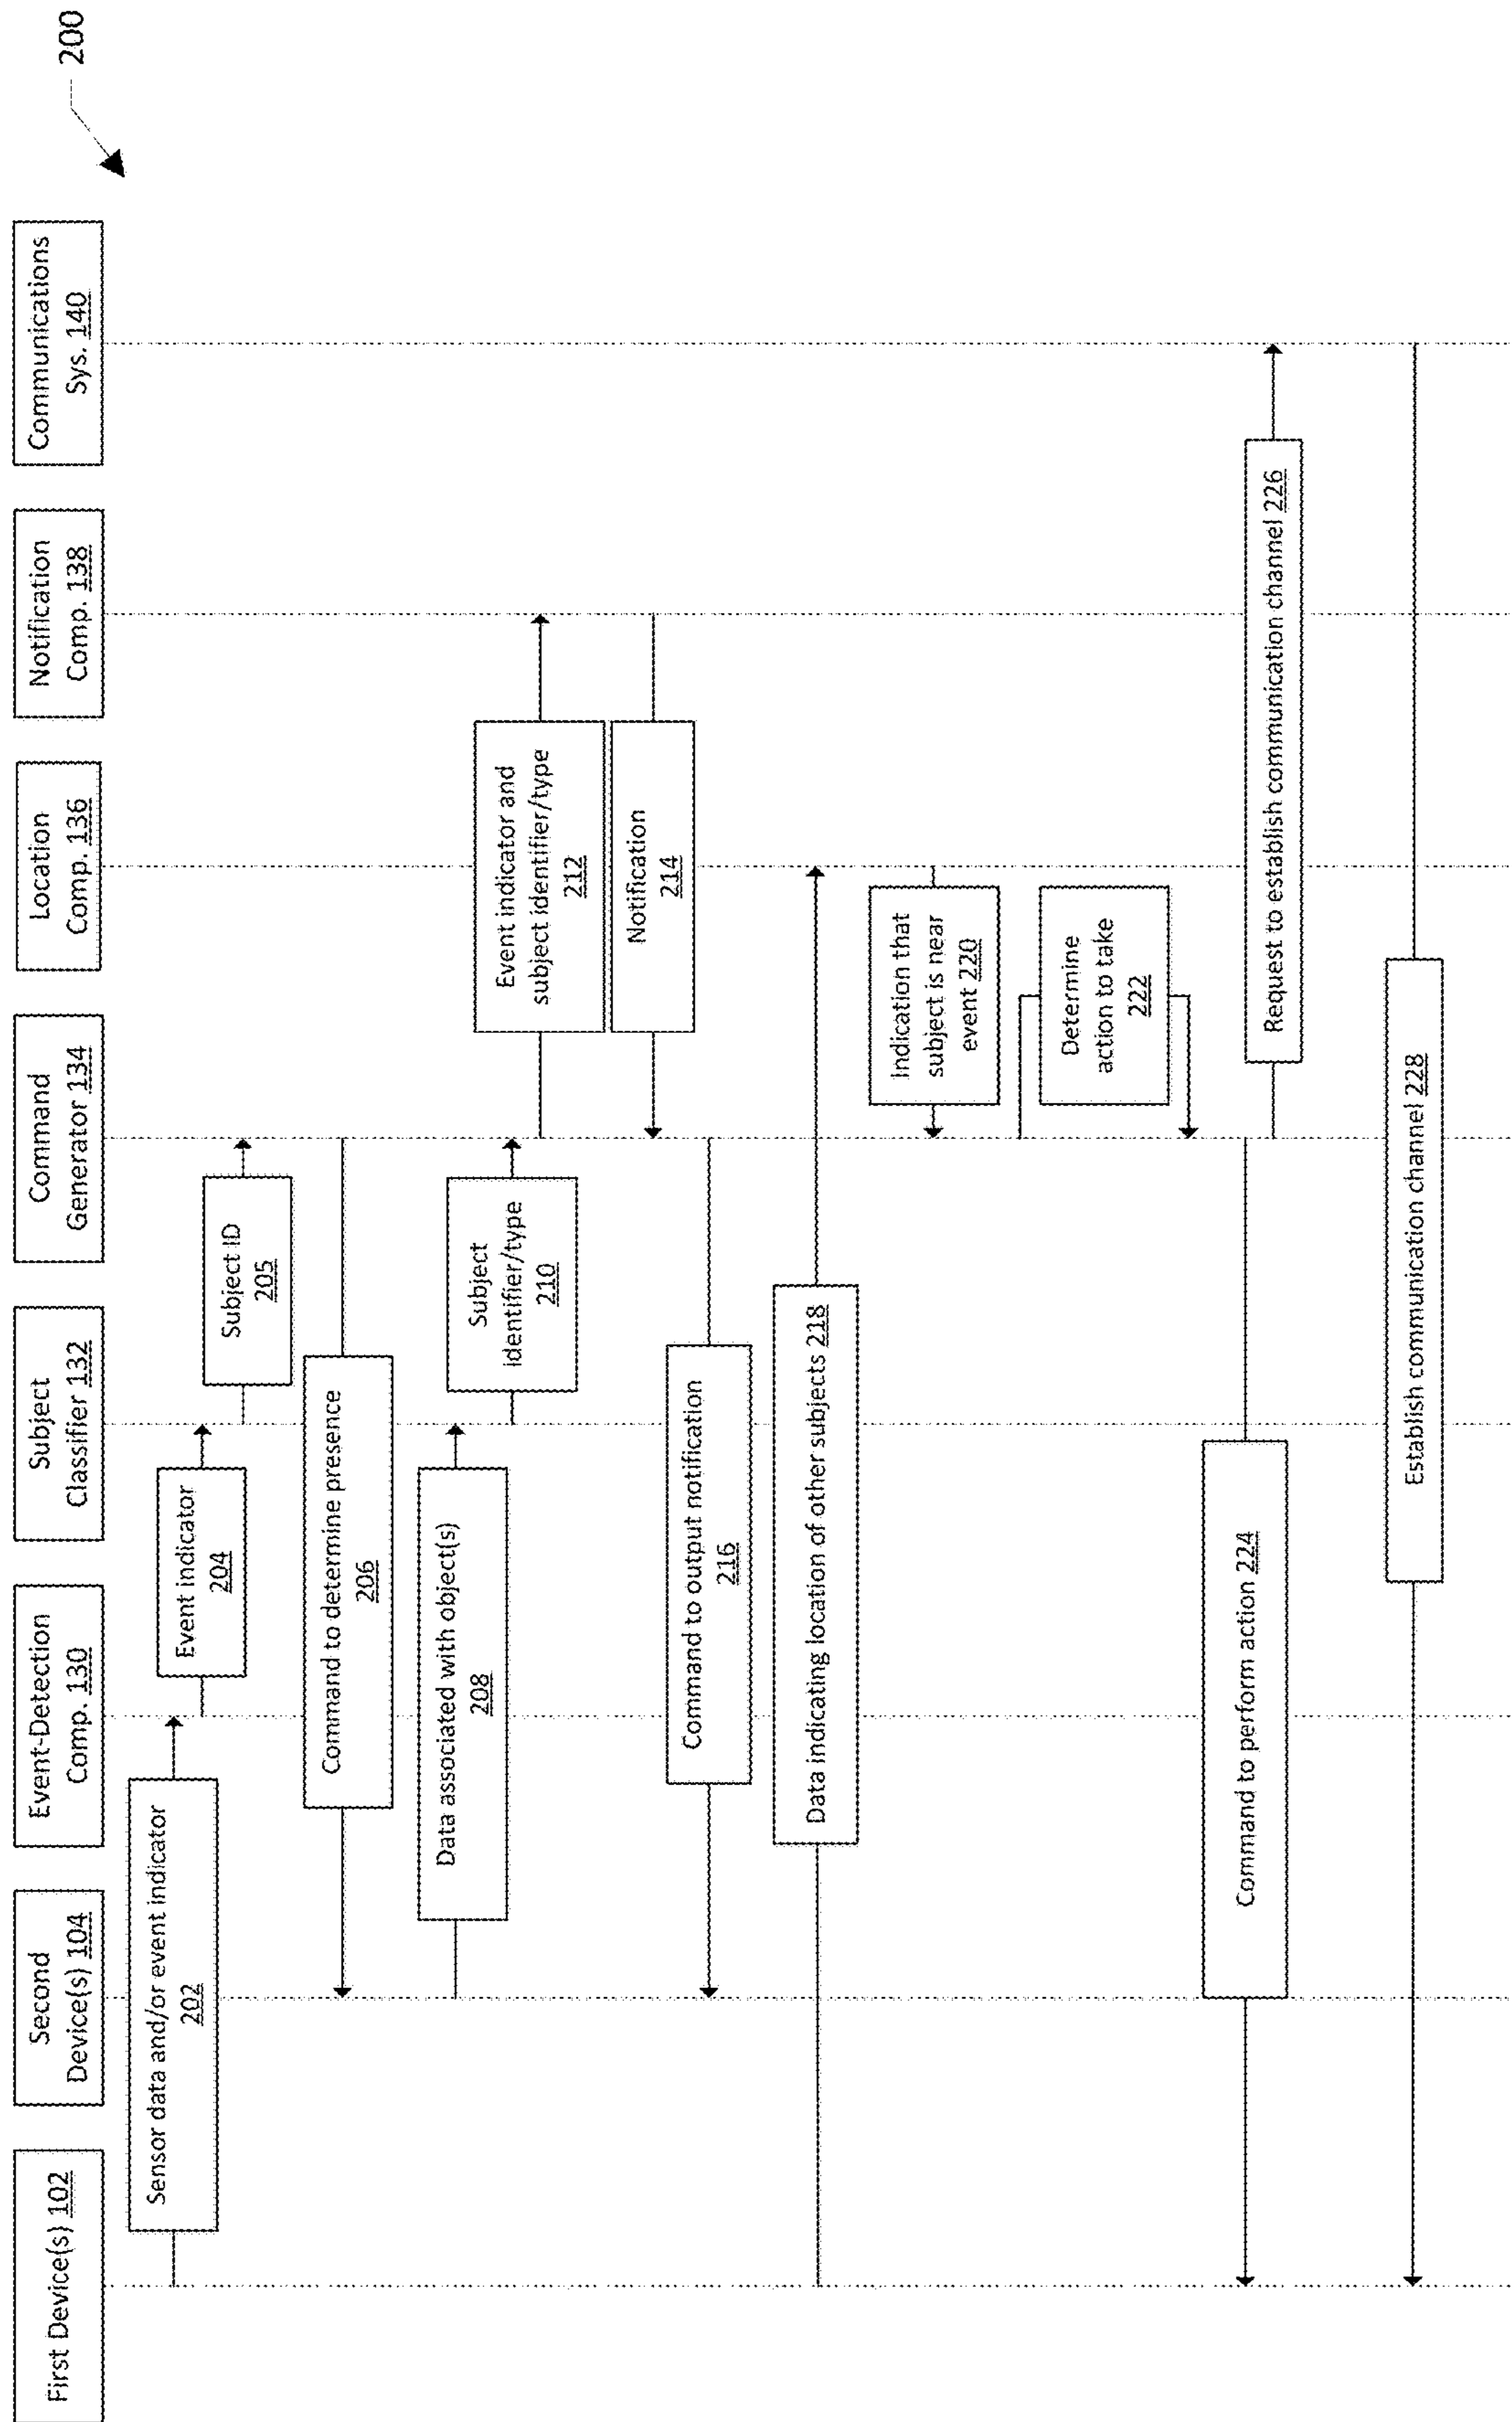 200
First Device(s) 102
Second
Device(s) 104
Event-Detection
Comp. 130
Subject
Classifier 132
Command
Generator 134
Location
Comp. 136
Notification
Comp. 138
Communications
Sys. 140
Sensor data and/or event indicator
202
Event indicator
204
Subject ID
205
Command to determine presence
206
Data associated with object(s)
208
Subject
identifier/type
210
Event indicator and
subject identifier/type
212
Notification
214
Command to output notification
216
Data indicating location of other subjects 218
Indication that
subject is near
event 220
Determine
action to take
222
Command to perform action 224
Request to establish communication channel 226
Establish communication channel 228